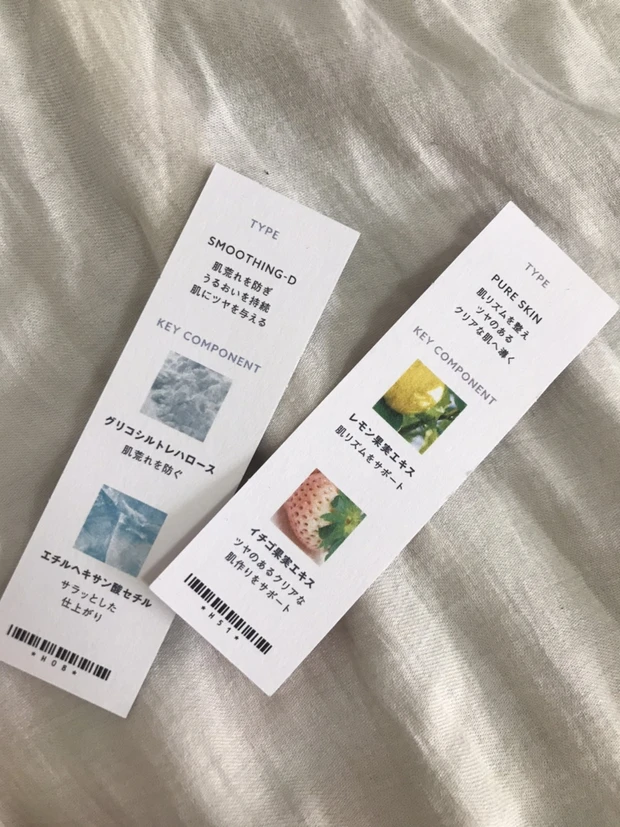 TYPE
SMOOTHING-D
肌荒れを防ぎ
うるおいを持続
肌にツヤを与える
KEY COMPONENT
グリコシルトレハロース
肌荒れを防ぐ
エチルヘキサン酸セチル
サラッとした
仕上がり
*H08*
TYPE
PURE SKIN
肌リズムを整え
ツヤのある
クリアな肌へ導く
KEY COMPONENT
レモン果実エキス
肌リズムをサポート
イチゴ果実エキス
ツヤのあるクリアな
肌作りをサポート
*HS1*